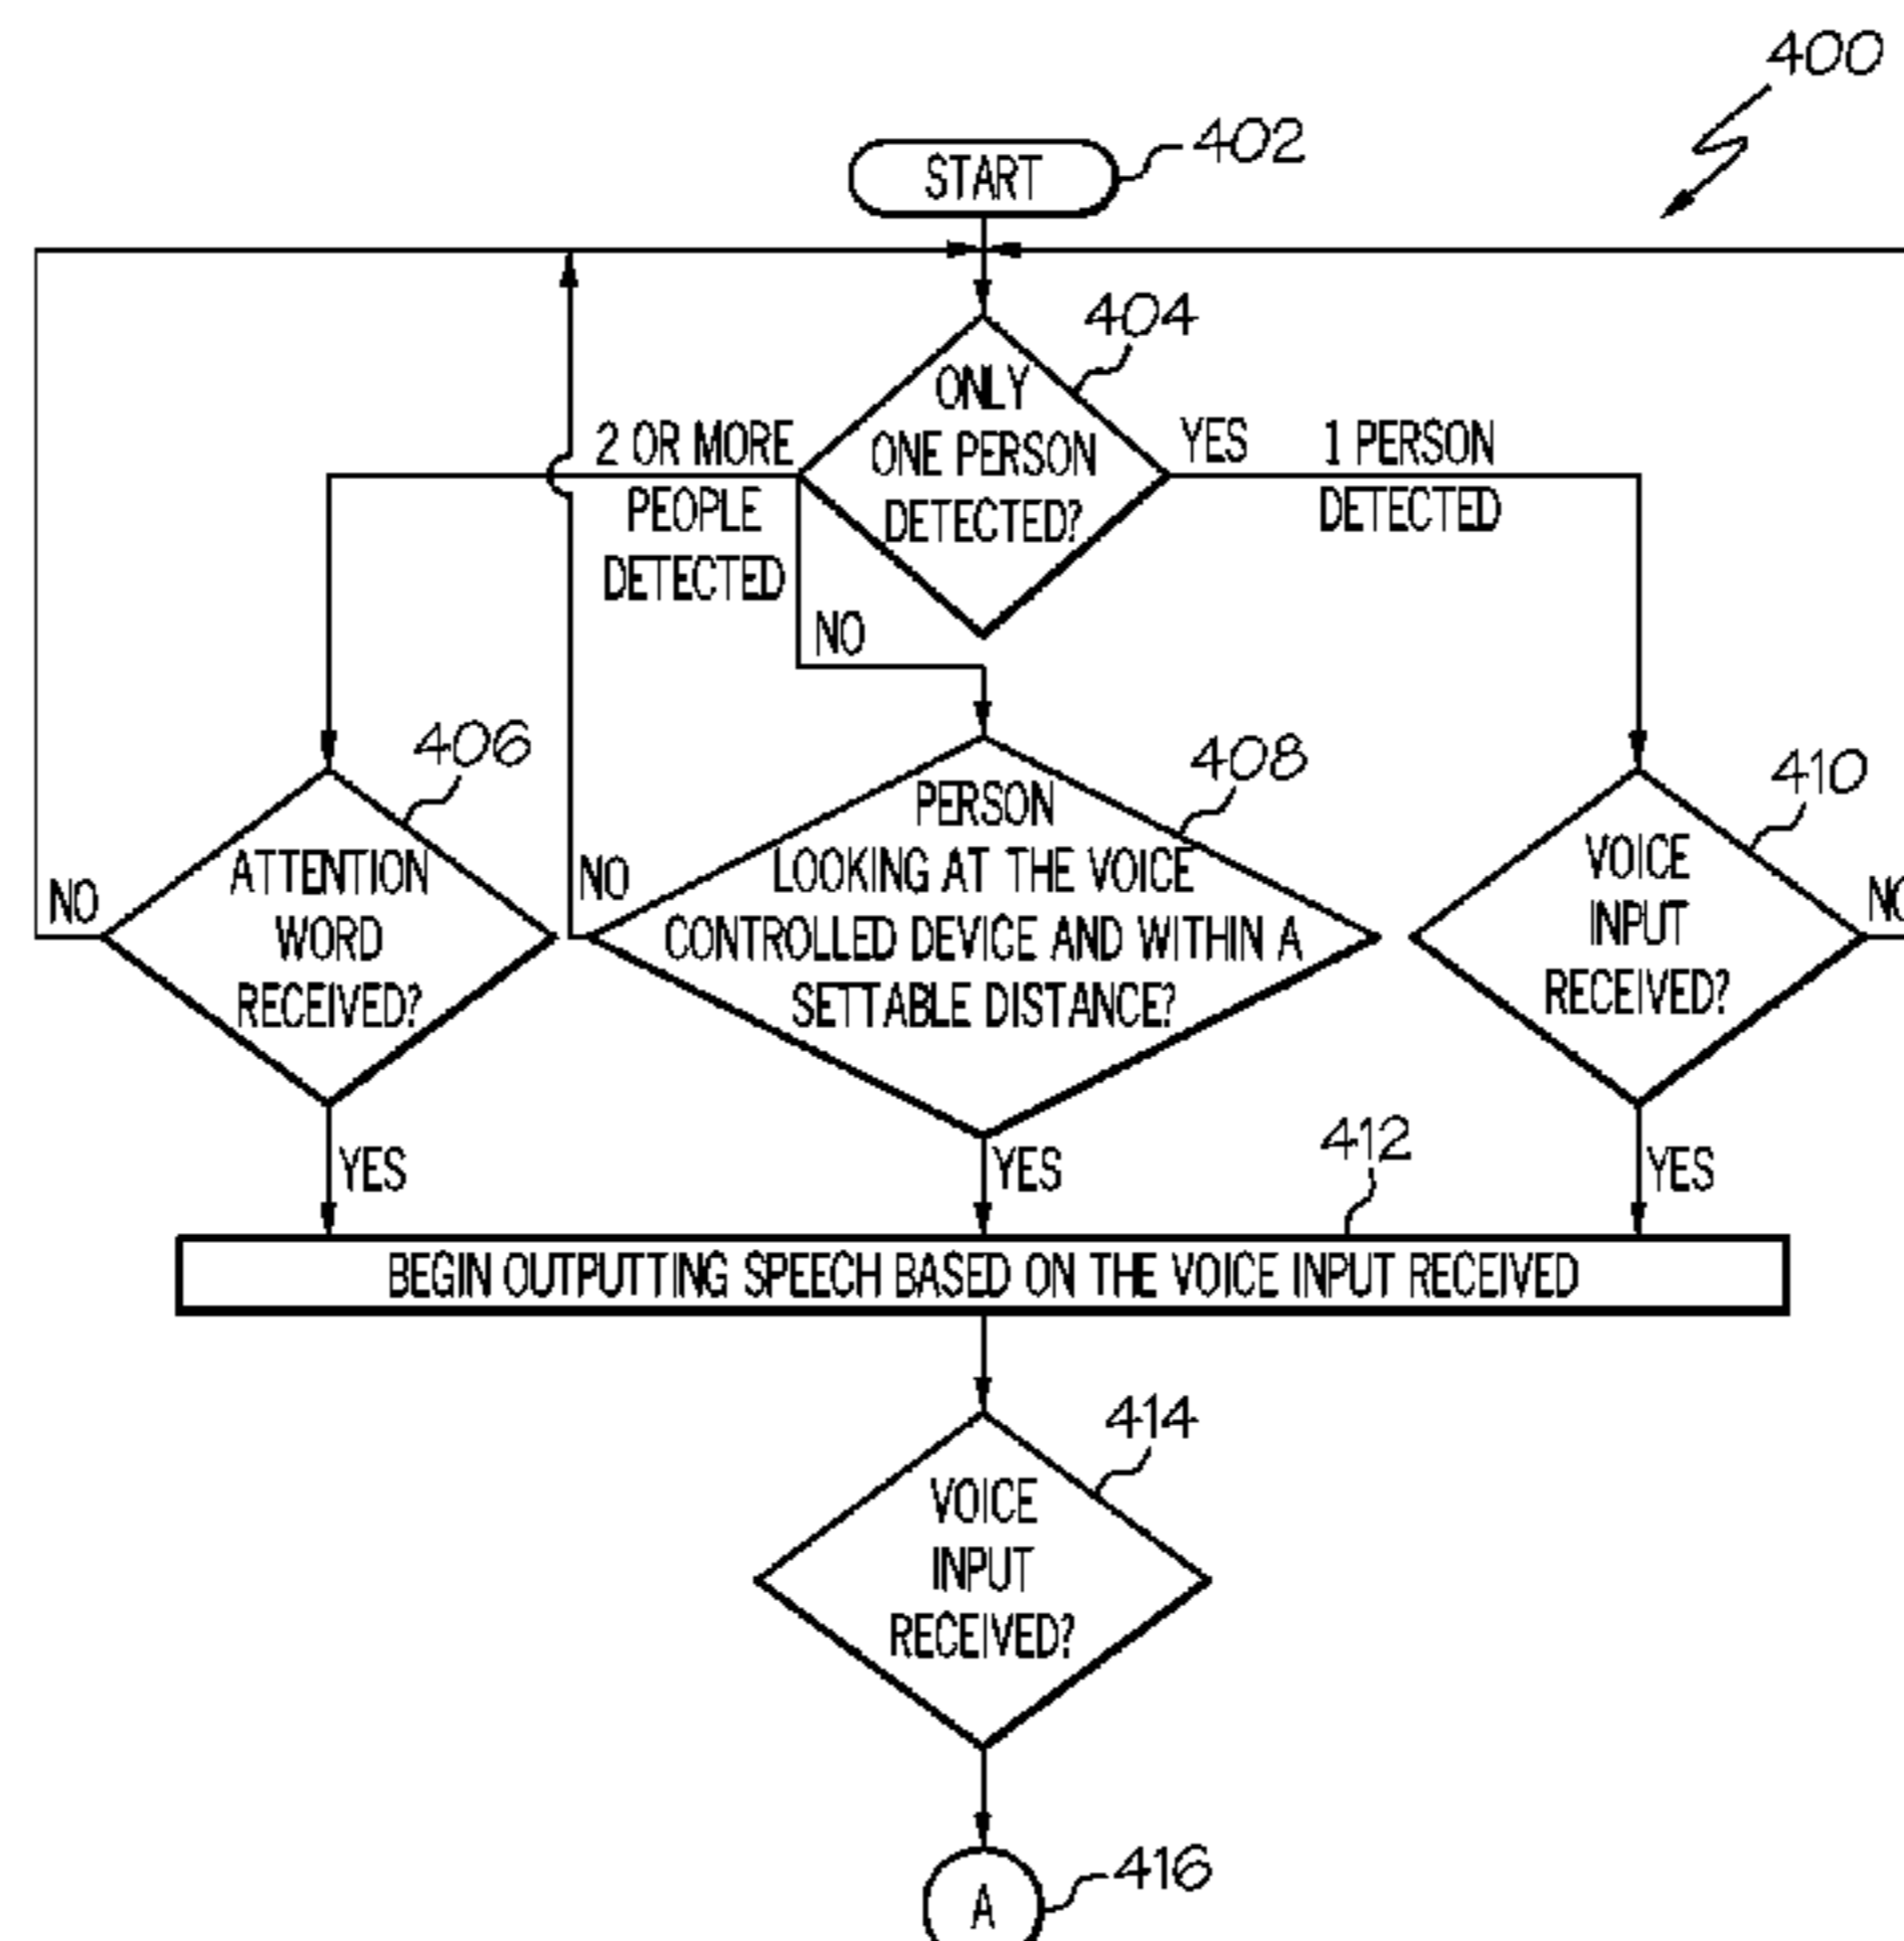 400
START
402
404
ONLY
ONE PERSON
DETECTED?
2 OR MORE
PEOPLE
DETECTED
YES
1 PERSON
DETECTED
NO
406
ATTENTION
WORD
RECEIVED?
NO
YES
408
PERSON
LOOKING AT THE VOICE
CONTROLLED DEVICE AND WITHIN A
SETTABLE DISTANCE?
NO
YES
410
VOICE
INPUT
RECEIVED?
NO
YES
412
BEGIN OUTPUTTING SPEECH BASED ON THE VOICE INPUT RECEIVED
414
VOICE
INPUT
RECEIVED?
A
416